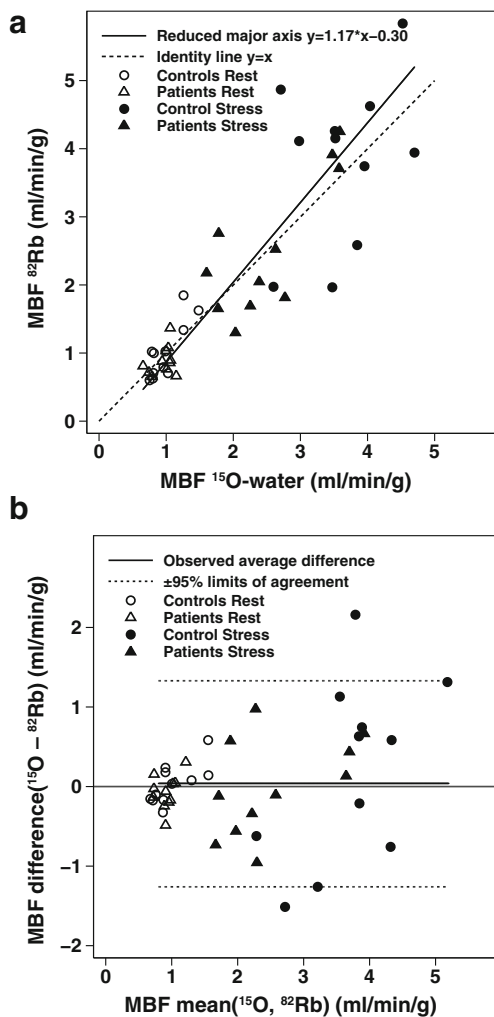 a
Reduced major axis y=1.17*x−0.30
Identity line y=x
Controls Rest
Patients Rest
Control Stress
Patients Stress
5
4
3
2
1
0
MBF ⁸²Rb (ml/min/g)
0 1 2 3 4 5
MBF ¹⁵O-water (ml/min/g)
b
Observed average difference
±95% limits of agreement
Controls Rest
Patients Rest
Control Stress
Patients Stress
2
1
0
−1
−2
MBF difference(¹⁵O − ⁸²Rb) (ml/min/g)
0 1 2 3 4 5
MBF mean(¹⁵O, ⁸²Rb) (ml/min/g)